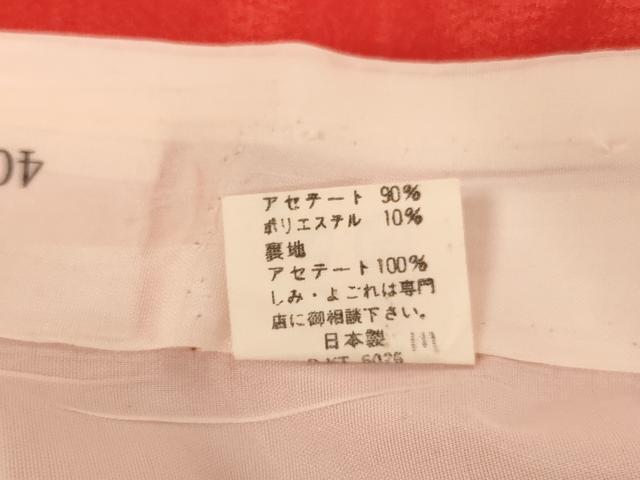 40
アセテート 90%
ポリエステル 10%
裏地
アセテート100%
しみ・よごれは専門
店に御相談下さい。
日本製
6025